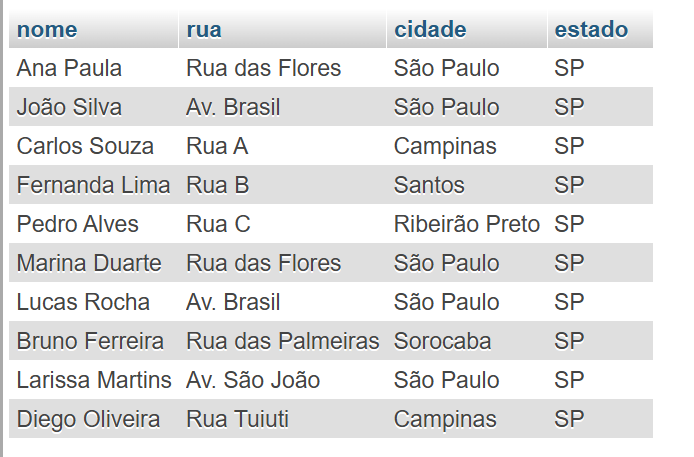 nome rua cidade estado
Ana Paula Rua das Flores São Paulo SP
João Silva Av. Brasil São Paulo SP
Carlos Souza Rua A Campinas SP
Fernanda Lima Rua B Santos SP
Pedro Alves Rua C Ribeirão Preto SP
Marina Duarte Rua das Flores São Paulo SP
Lucas Rocha Av. Brasil São Paulo SP
Bruno Ferreira Rua das Palmeiras Sorocaba SP
Larissa Martins Av. São João São Paulo SP
Diego Oliveira Rua Tuiuti Campinas SP